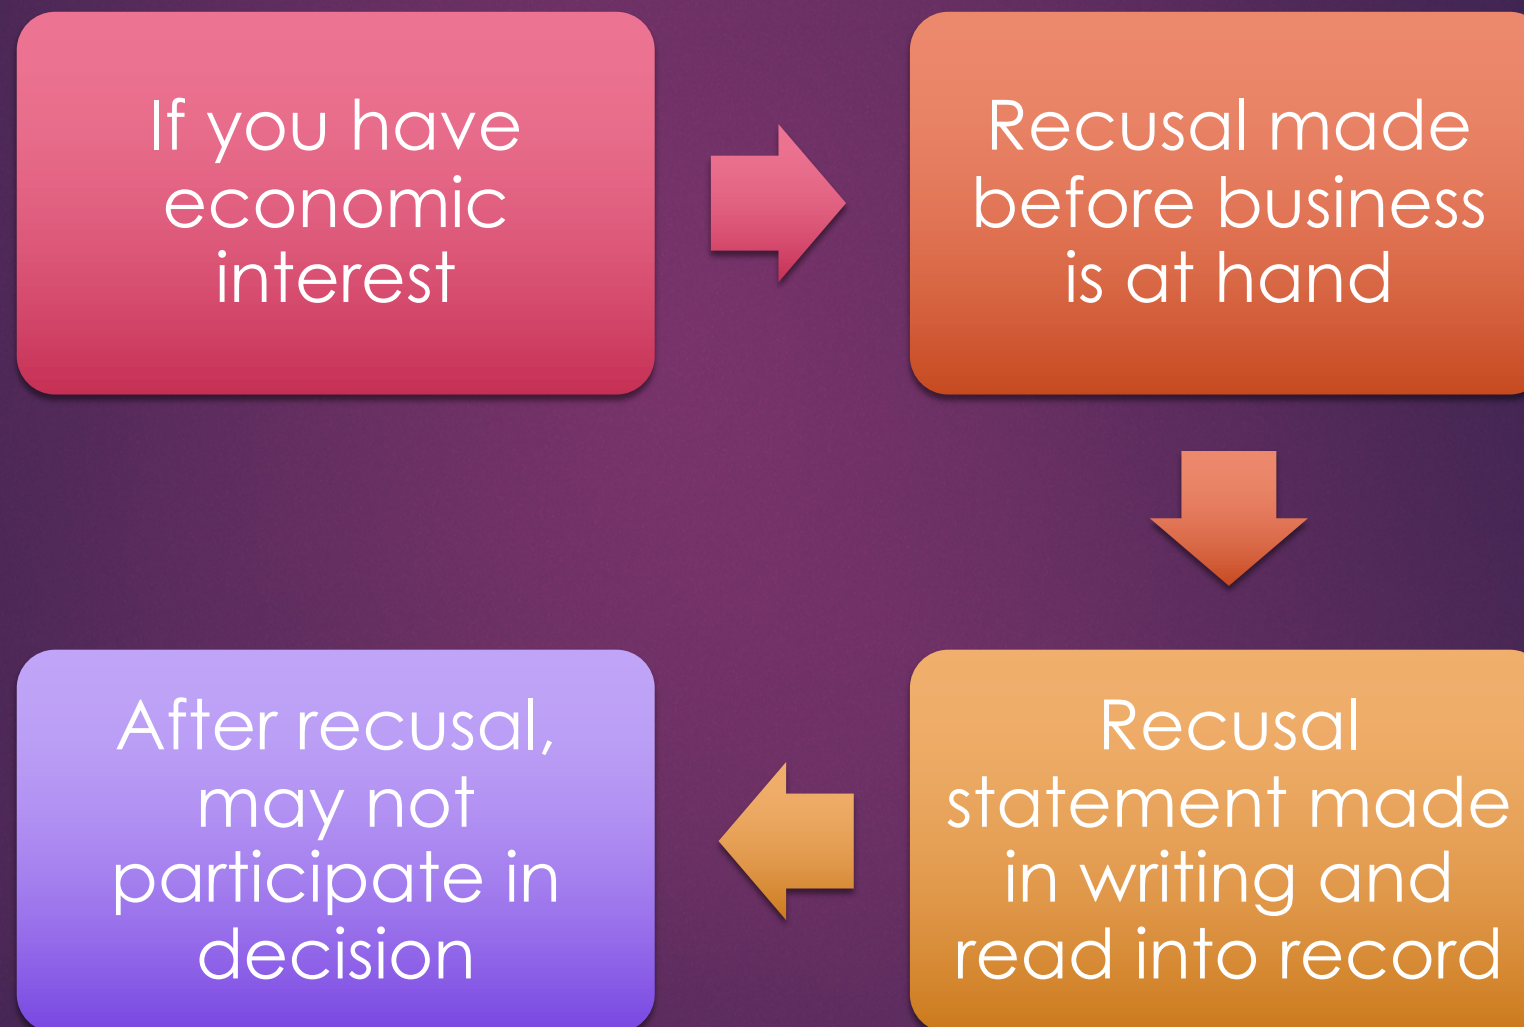 If you have
economic
interest
Recusal made
before business
is at hand
Recusal
statement made
in writing and
read into record
After recusal,
may not
participate in
decision